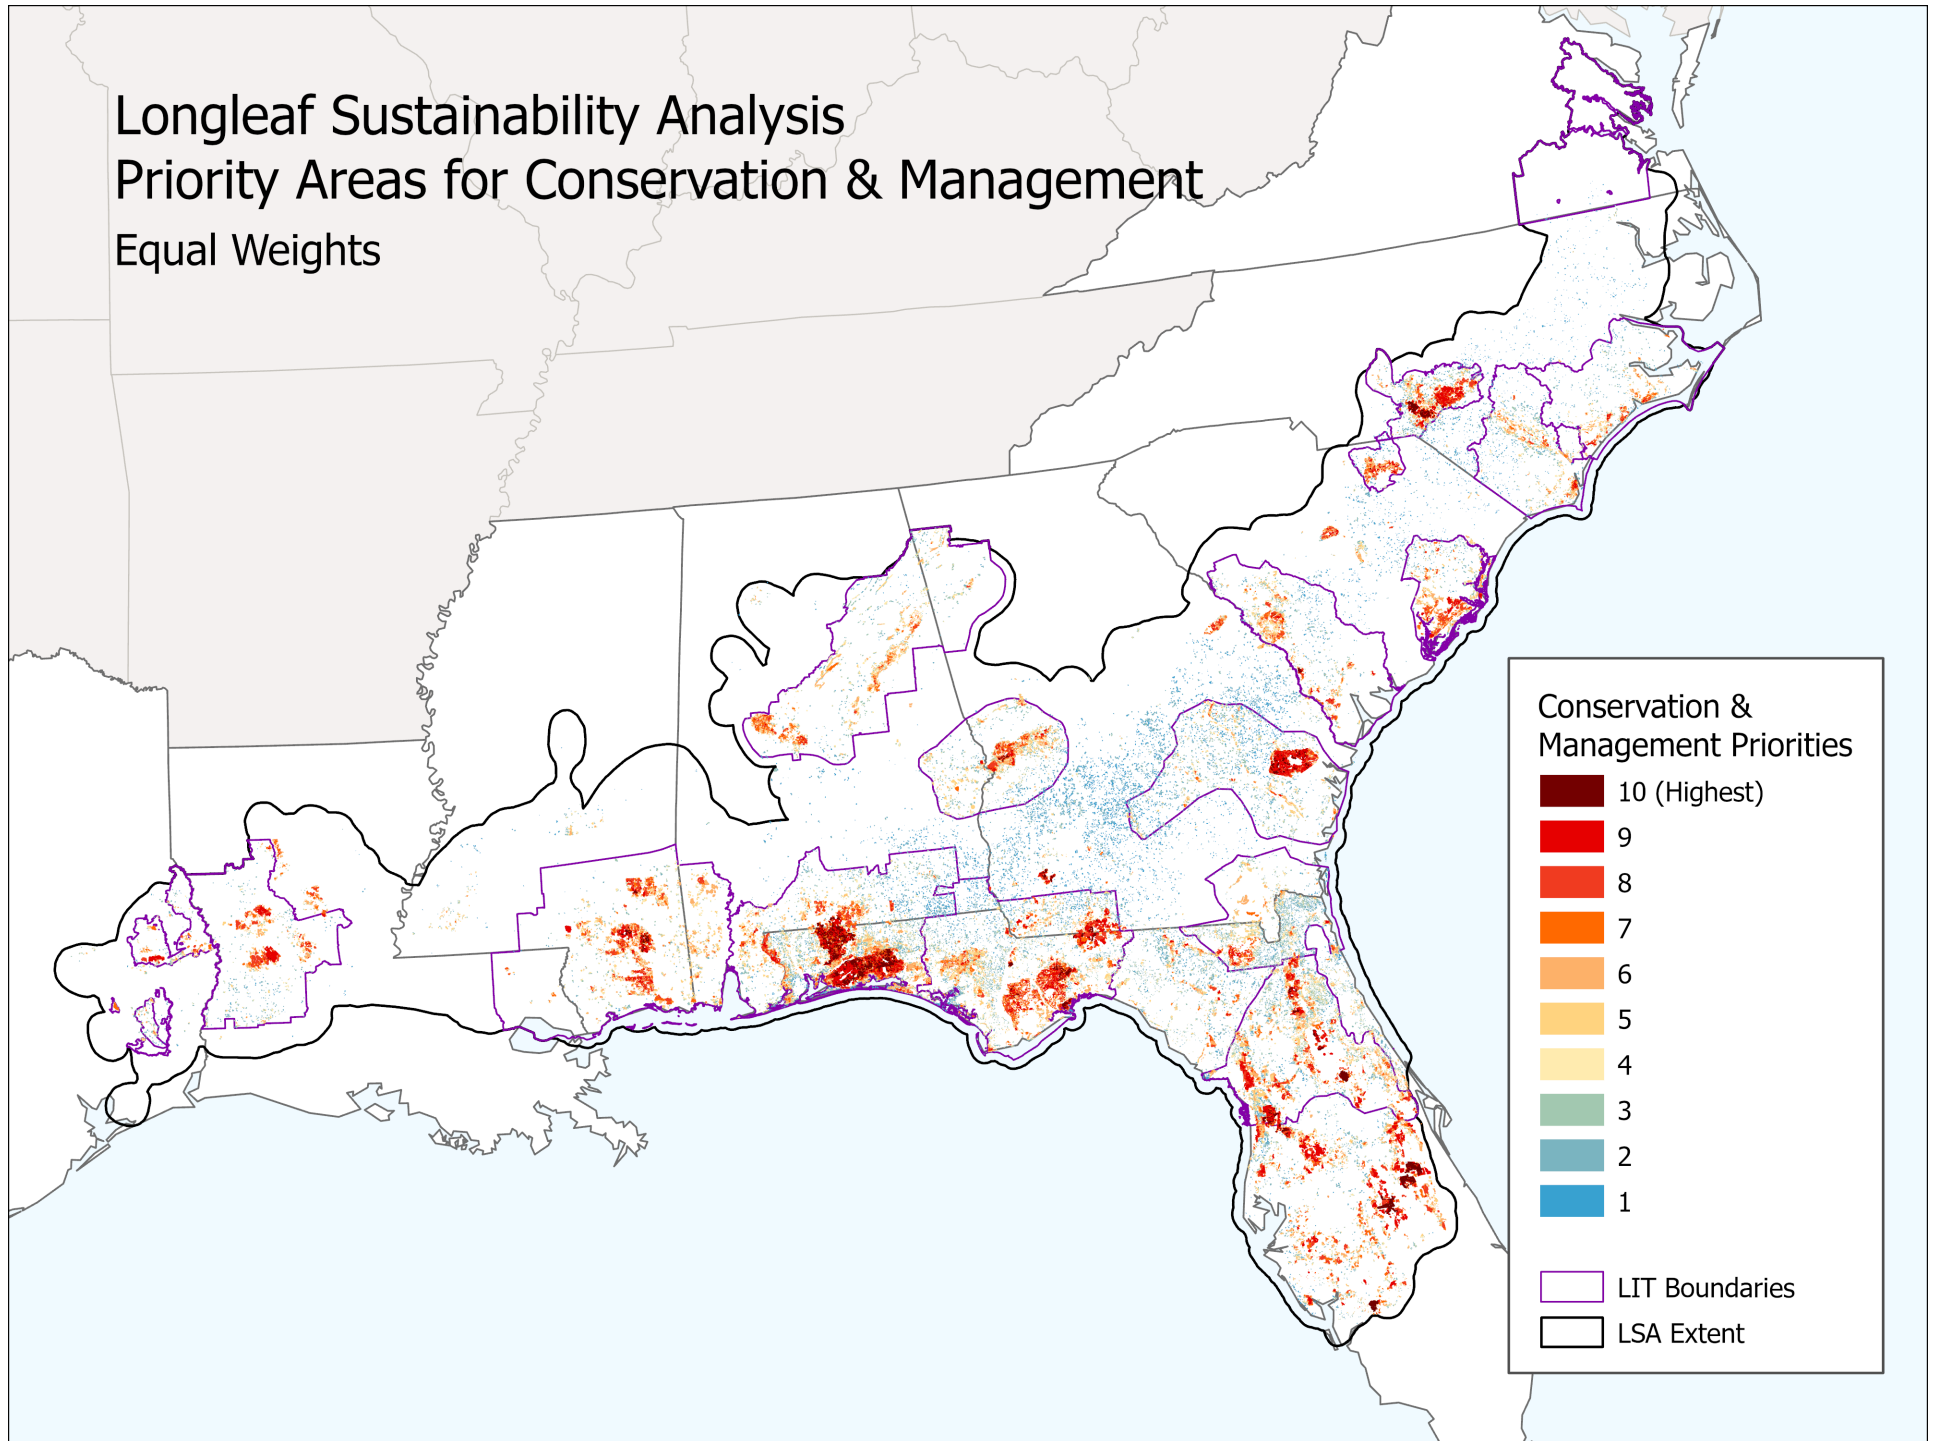 Longleaf Sustainability Analysis
Priority Areas for Conservation & Management
Equal Weights
Conservation &
Management Priorities
10 (Highest)
9
8
7
6
5
4
3
2
1
LIT Boundaries
LSA Extent